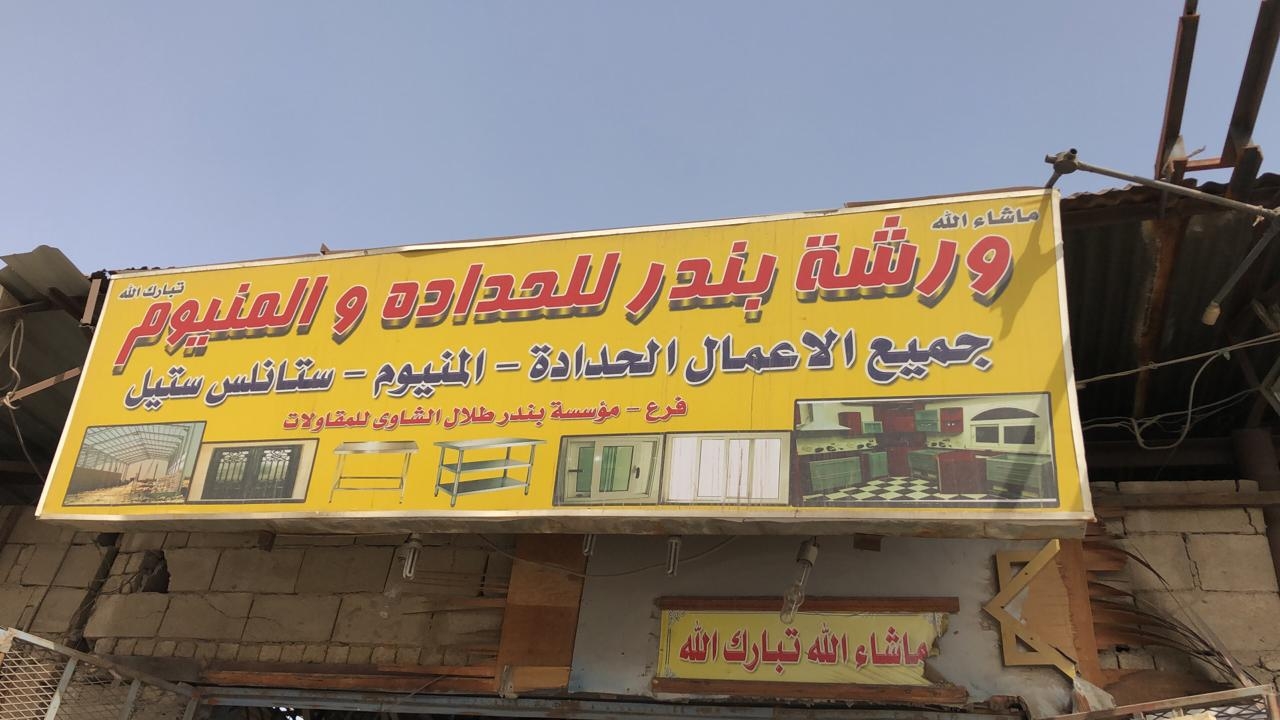 ماشاء الله
تبارك الله
ورشة بندر للحداده و المنيوم
جميع الاعمال الحدادة - المنيوم - ستانلس ستيل
فرع - مؤسسة بندر طلال الشاوى للمقاولات
ماشاء الله تبارك الله